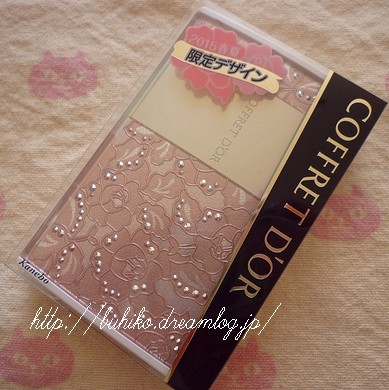 2015春夏
限定デザイン
COFFRET D'OR
COFFRET D'OR
Kanebo
http://bihiko.dreamlog.jp/